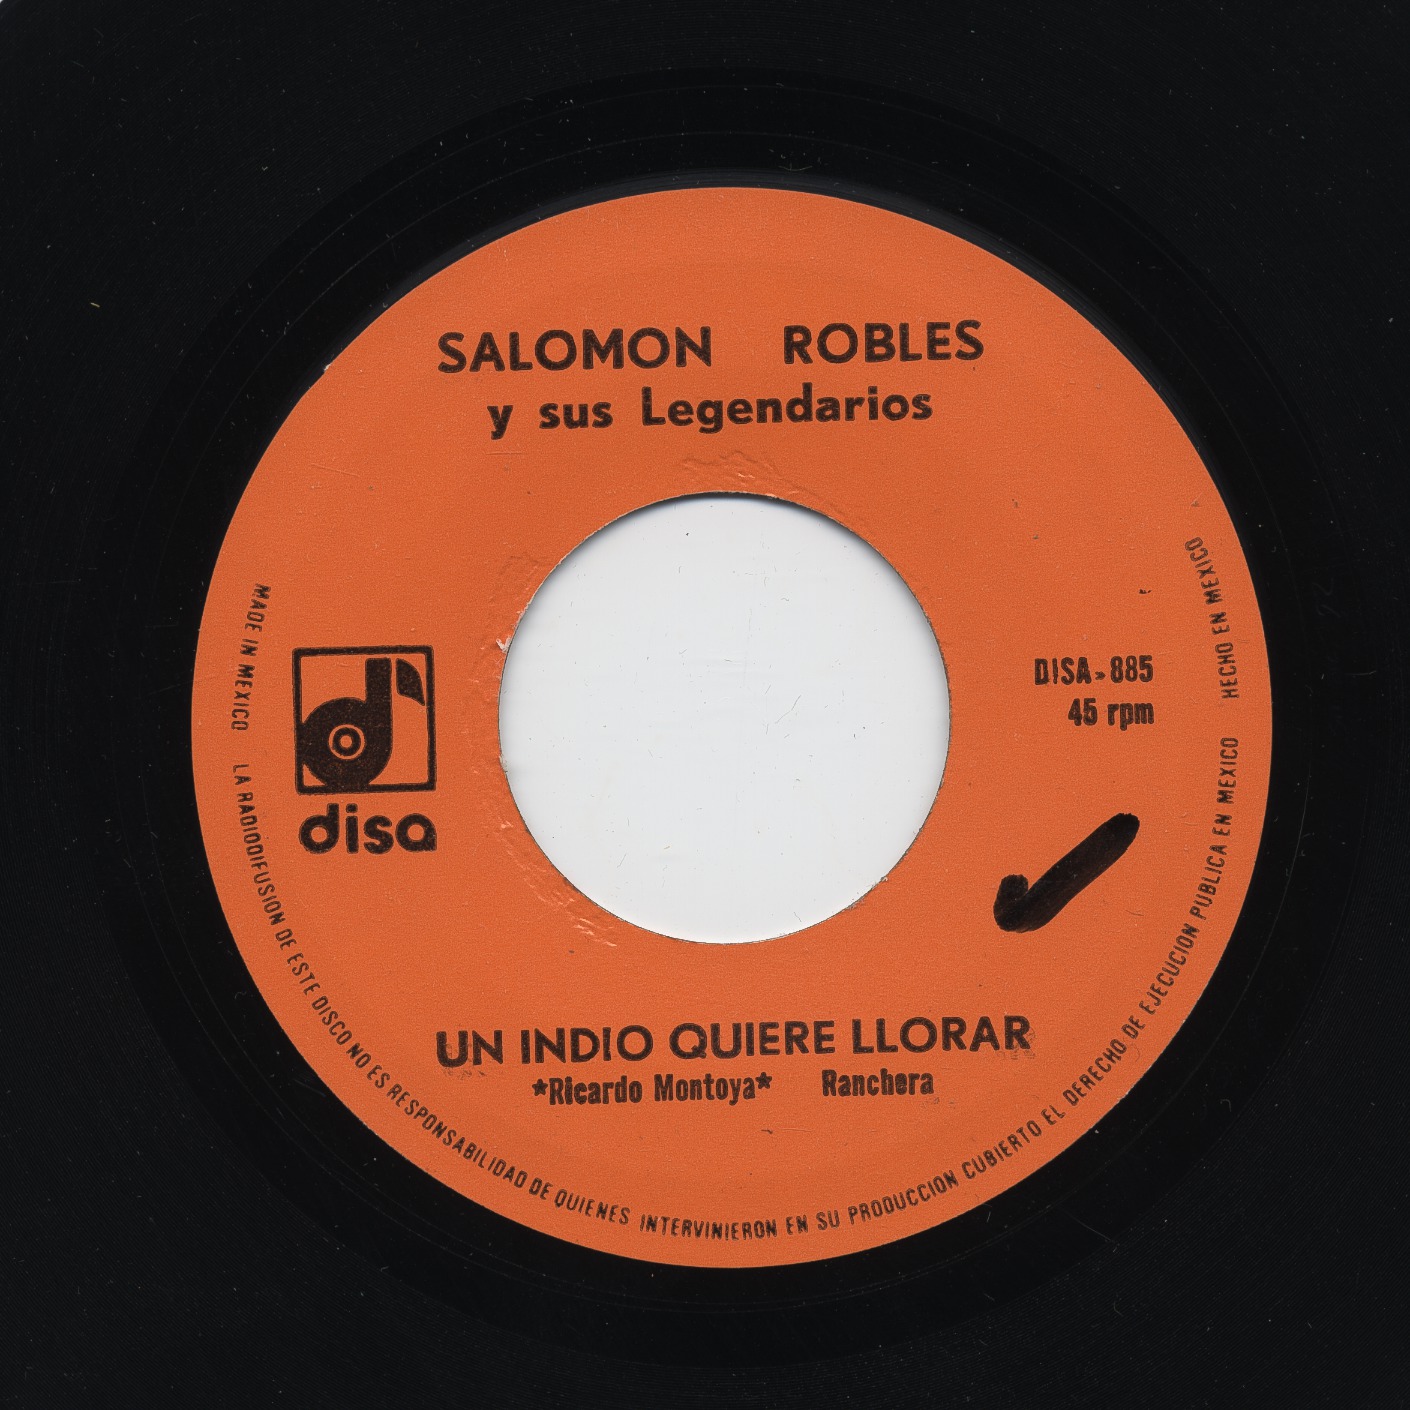 SALOMON ROBLES
y sus Legendarios
disa
DISA-885
45 rpm
UN INDIO QUIERE LLORAR
*Ricardo Montoya* Ranchera
MADE IN MEXICO LA RADIODIFUSION DE ESTE DISCO NO ES RESPONSABILIDAD DE QUIENES INTERVINIERON EN SU PRODUCCION CUBIERTO EL DERECHO DE EJECUCION PUBLICA EN MEXICO HECHO EN MEXICO